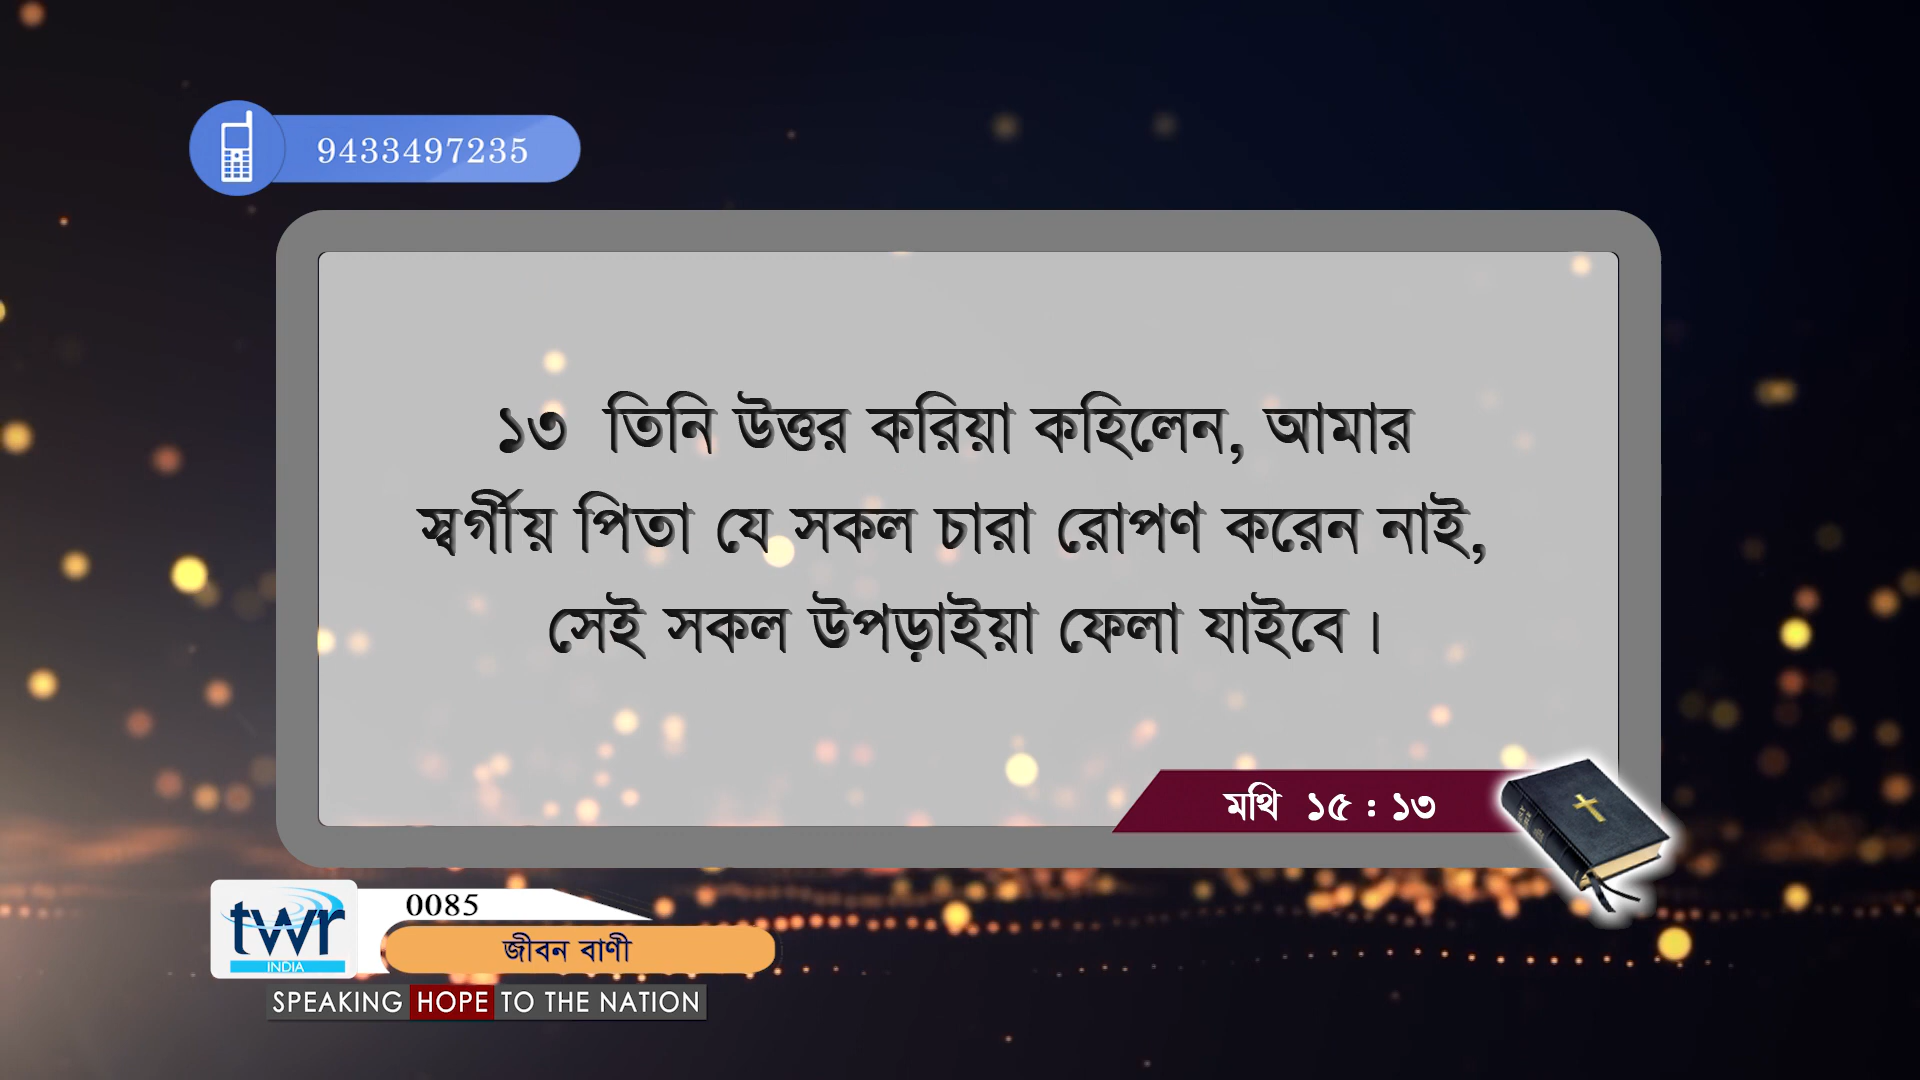 9433497235
১৩ তিনি উত্তর করিয়া কহিলেন, আমার
স্বর্গীয় পিতা যে সকল চারা রোপণ করেন নাই,
সেই সকল উপড়াইয়া ফেলা যাইবে।
মথি ১৫ : ১৩
twr
INDIA
0085
জীবন বাণী
SPEAKING HOPE TO THE NATION